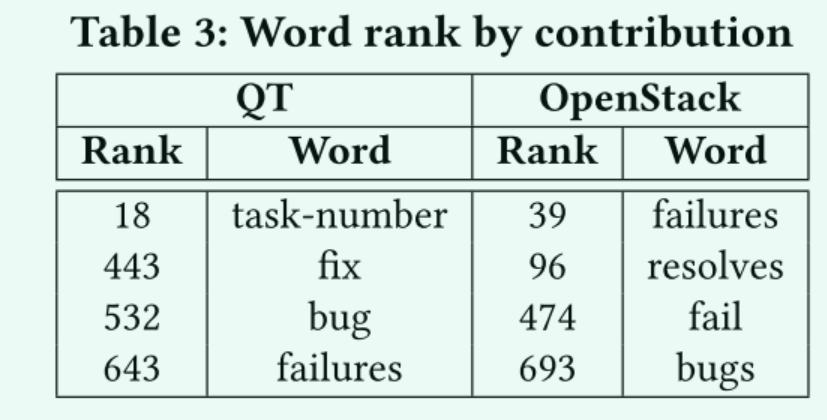 Table 3: Word rank by contribution
QT OpenStack
Rank Word Rank Word
18 task-number 39 failures
443 fix 96 resolves
532 bug 474 fail
643 failures 693 bugs